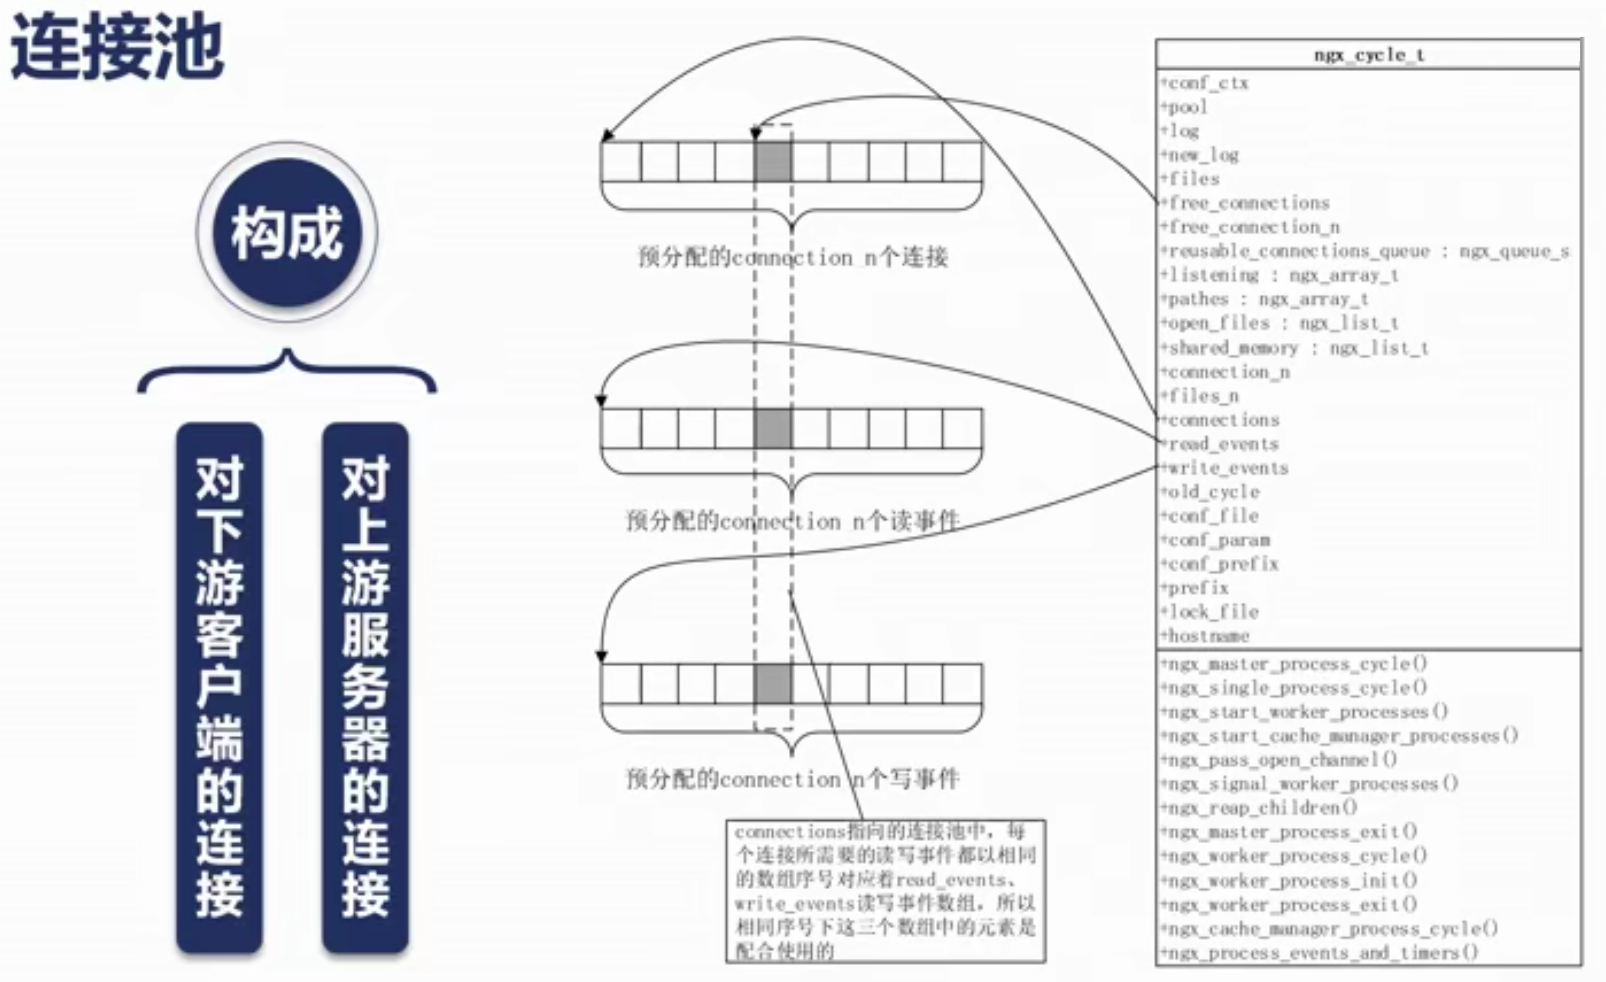 连接池
构成
对下游客户端的连接
对上游服务器的连接
预分配的connection_n个连接
预分配的connection_n个读事件
预分配的connection_n个写事件
connections指向的连接池中，每
个连接所需要的读写事件都以相同
的数组序号对应着read_events、
write_events读写事件数组，所以
相同序号下这三个数组中的元素是
配合使用的
ngx_cycle_t
+conf_ctx
+pool
+log
+new_log
+files
+free_connections
+free_connection_n
+reusable_connections_queue : ngx_queue_s
+listening : ngx_array_t
+pathes : ngx_array_t
+open_files : ngx_list_t
+shared_memory : ngx_list_t
+connection_n
+files_n
+connections
+read_events
+write_events
+old_cycle
+conf_file
+conf_param
+conf_prefix
+prefix
+lock_file
+hostname
+ngx_master_process_cycle()
+ngx_single_process_cycle()
+ngx_start_worker_processes()
+ngx_start_cache_manager_processes()
+ngx_pass_open_channel()
+ngx_signal_worker_processes()
+ngx_reap_children()
+ngx_master_process_exit()
+ngx_worker_process_cycle()
+ngx_worker_process_init()
+ngx_worker_process_exit()
+ngx_cache_manager_process_cycle()
+ngx_process_events_and_timers()